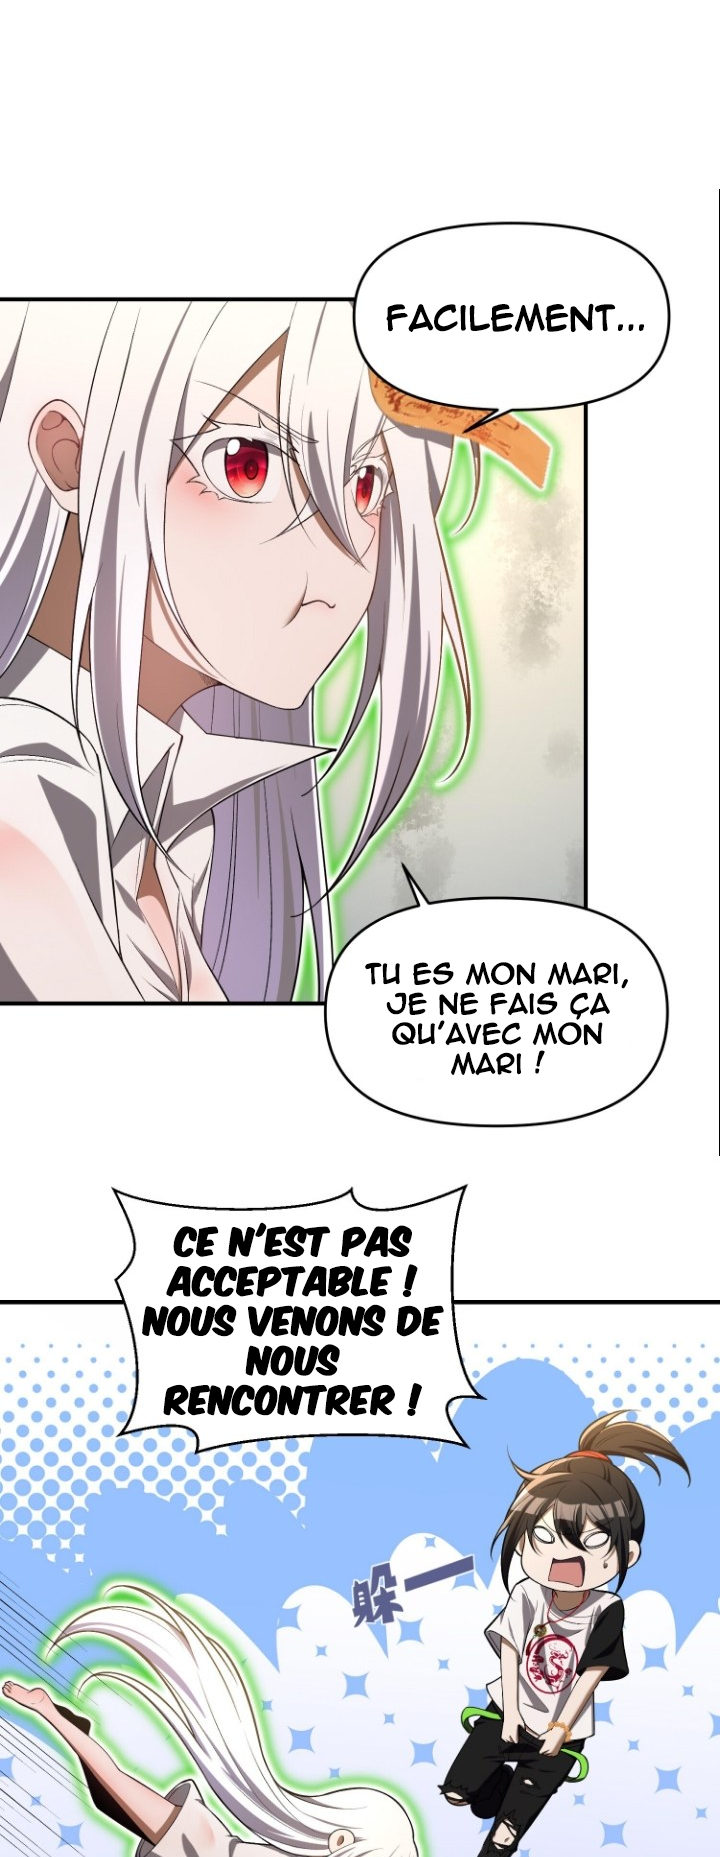 FACILEMENT...
TU ES MON MARI,
JE NE FAIS ÇA
QU'AVEC MON
MARI !
CE N'EST PAS
ACCEPTABLE !
NOUS VENONS DE
NOUS
RENCONTRER !
躲一